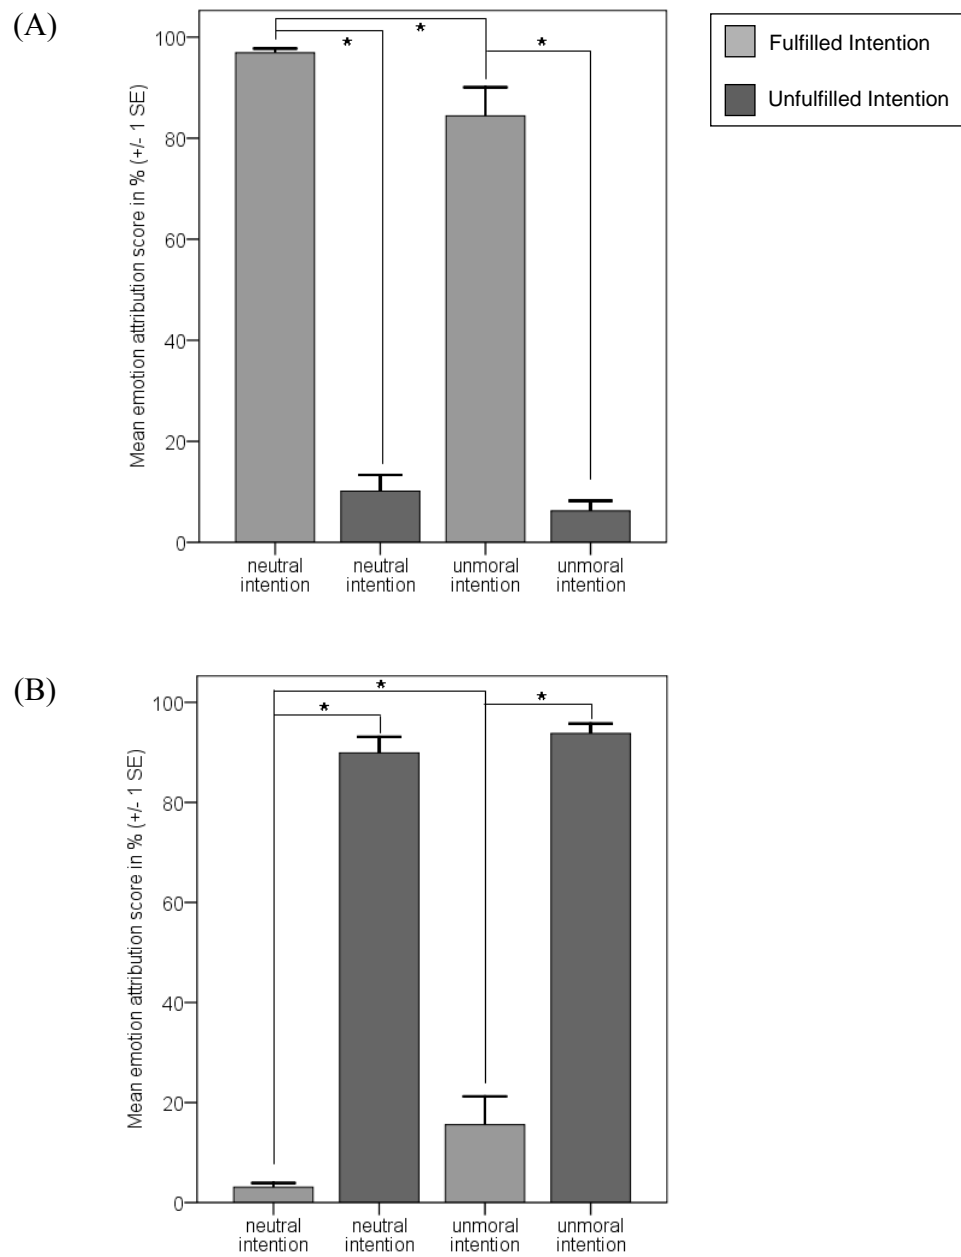 (A)
Mean emotion attribution score in % (+/- 1 SE)
100
80
60
40
20
0
*
*
*
neutral intention
neutral intention
unmoral intention
unmoral intention
Fulfilled Intention
Unfulfilled Intention
(B)
Mean emotion attribution score in % (+/- 1 SE)
100
80
60
40
20
0
*
*
*
neutral intention
neutral intention
unmoral intention
unmoral intention